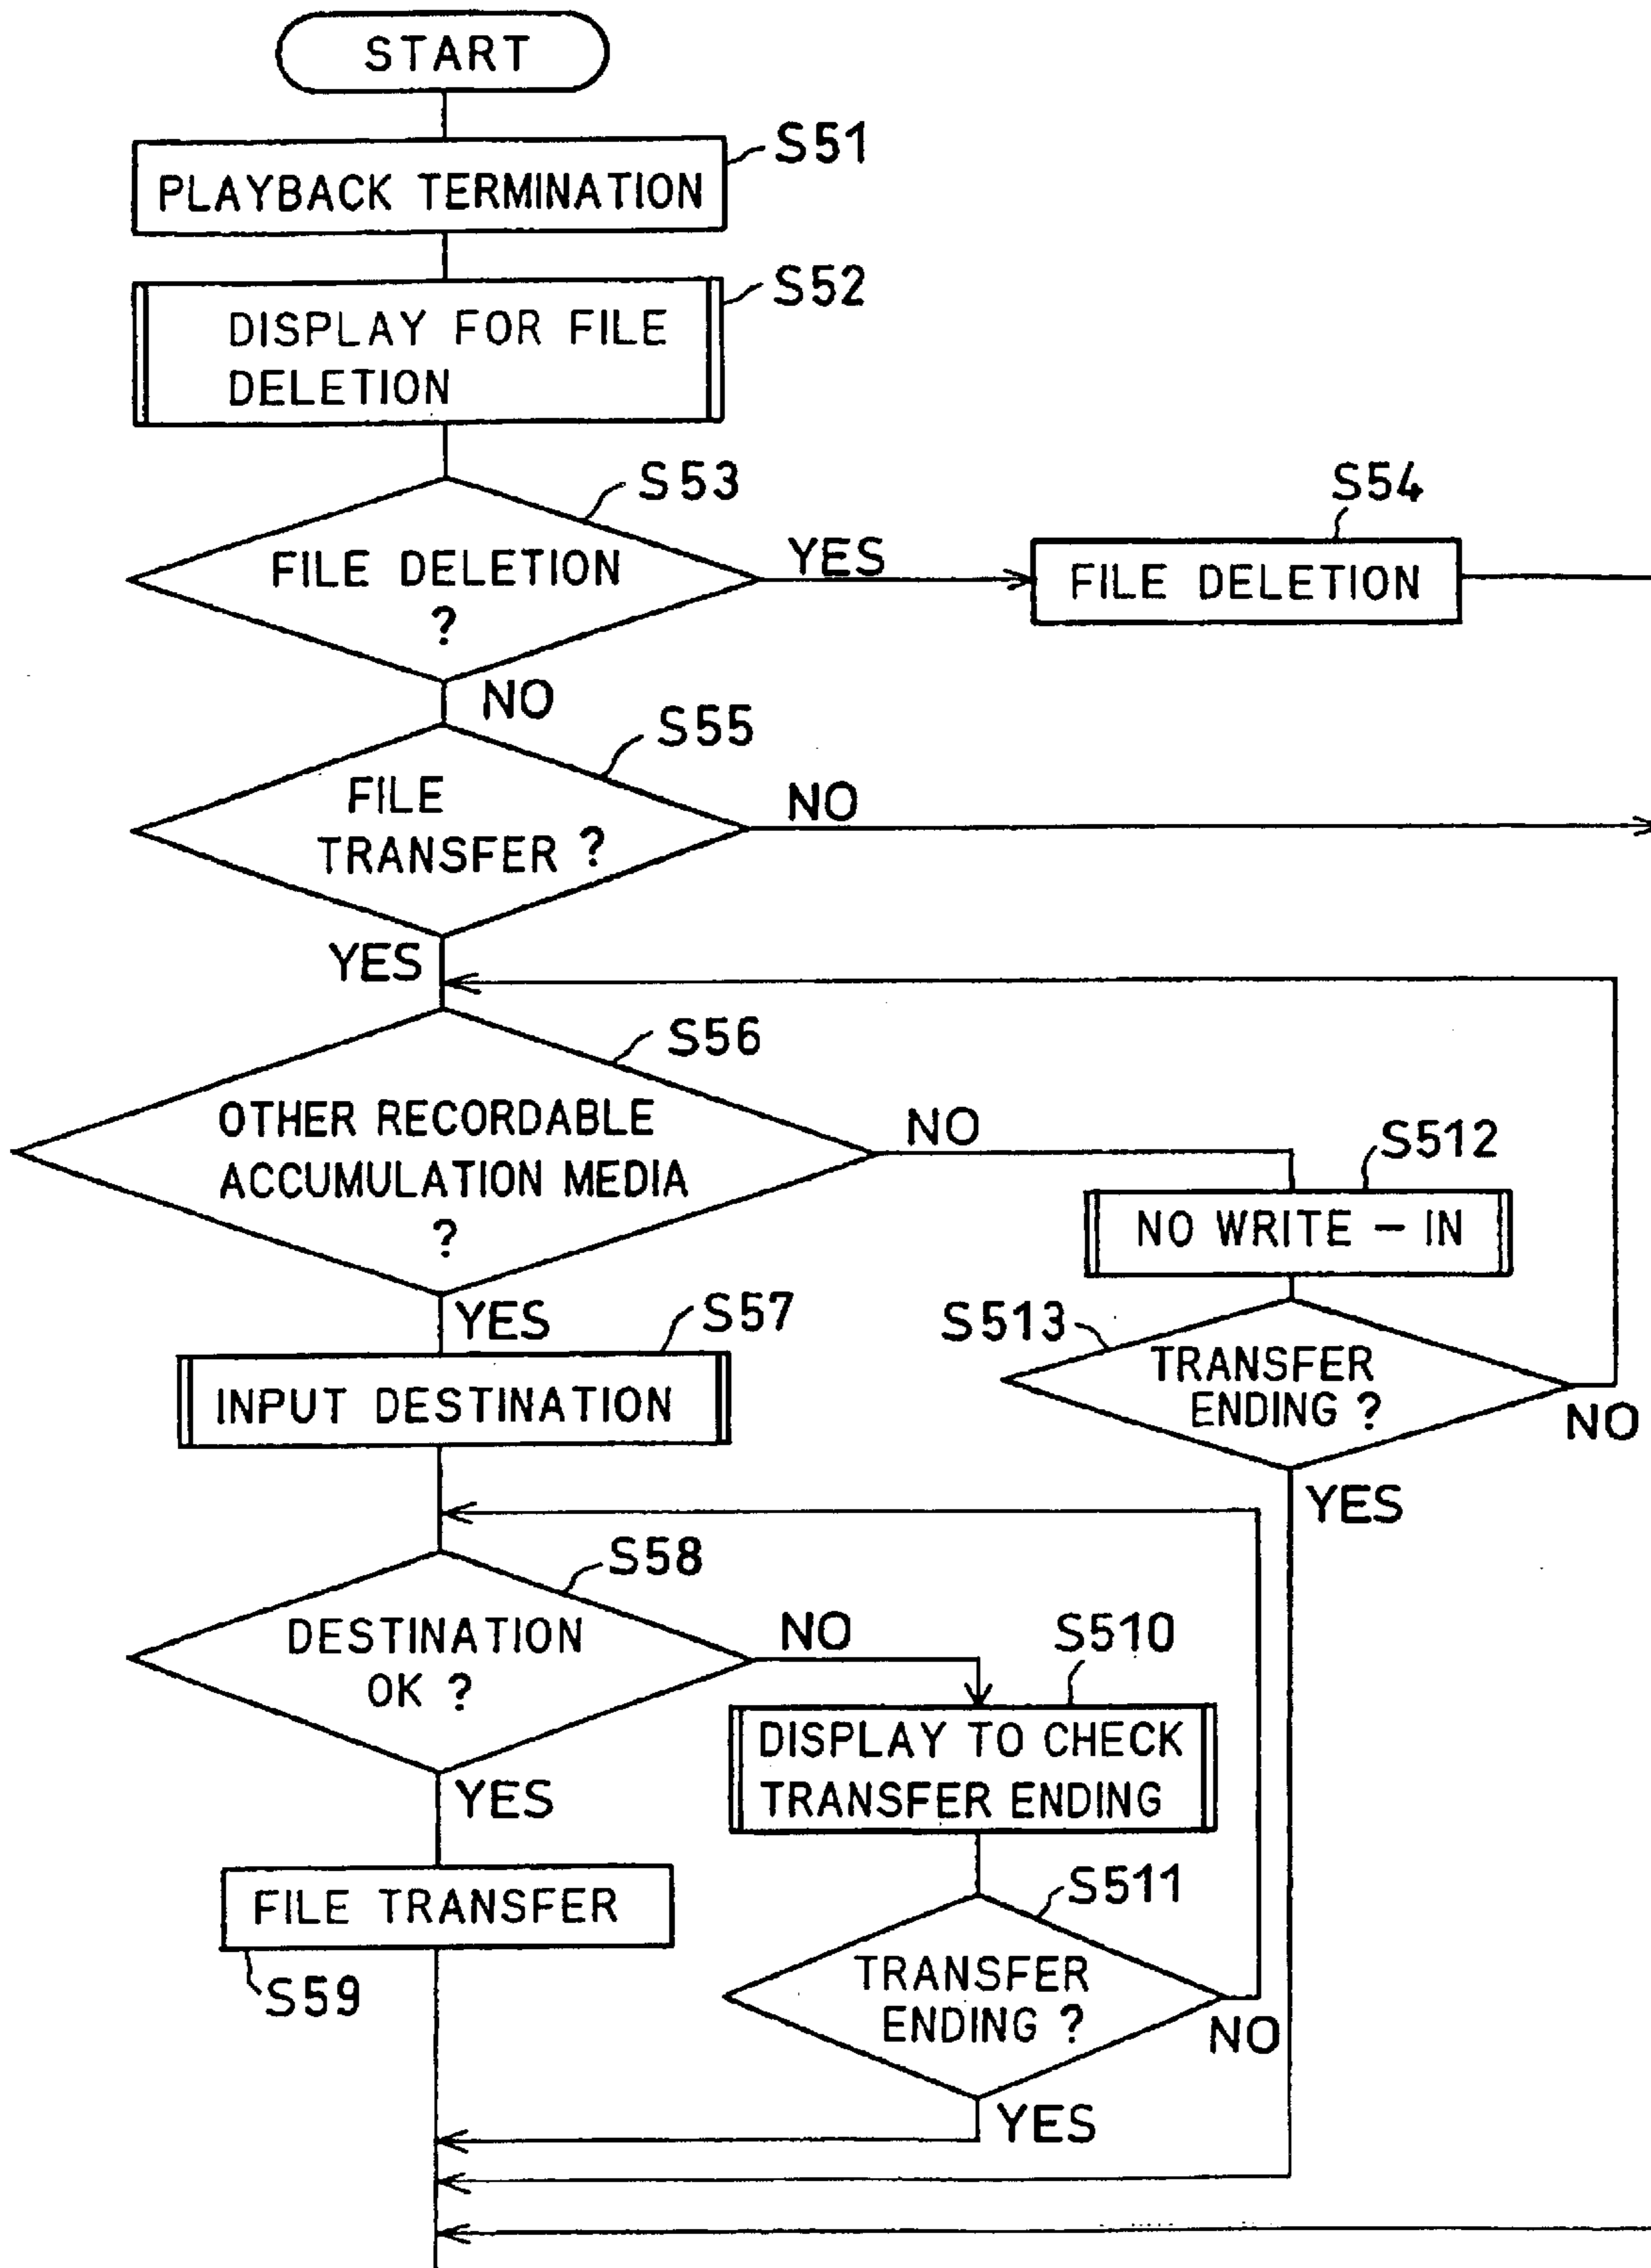 START
S51
PLAYBACK TERMINATION
S52
DISPLAY FOR FILE
DELETION
S53
FILE DELETION
?
YES
S54
FILE DELETION
NO
S55
FILE
TRANSFER ?
NO
YES
S56
OTHER RECORDABLE
ACCUMULATION MEDIA
?
NO
S512
NO WRITE – IN
YES
S57
INPUT DESTINATION
S513
TRANSFER
ENDING ?
NO
YES
S58
DESTINATION
OK ?
NO
S510
DISPLAY TO CHECK
TRANSFER ENDING
YES
FILE TRANSFER
S59
S511
TRANSFER
ENDING ?
NO
YES